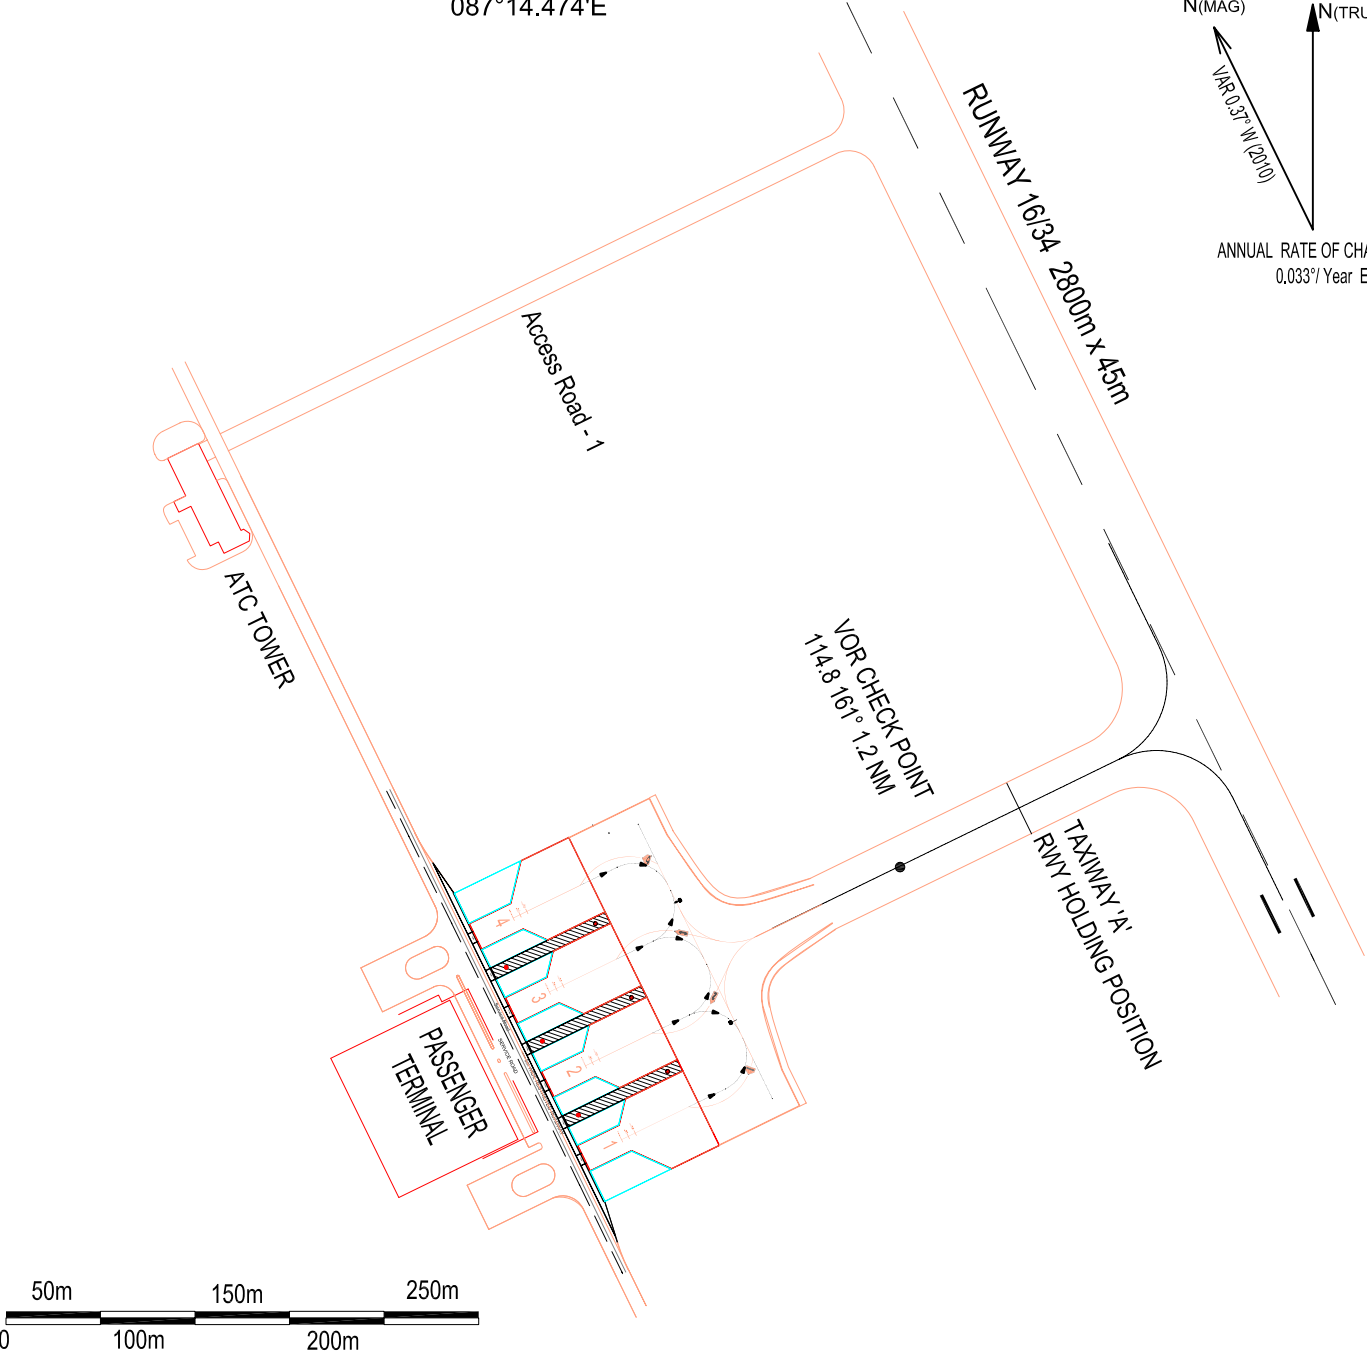 087°14.474'E
N(MAG)
N(TRU
VAR 0.37° W (2010)
ANNUAL RATE OF CHA
0.033°/ Year E
RUNWAY 16/34 2800m x 45m
Access Road - 1
ATC TOWER
VOR CHECK POINT
114.8 161° 1.2 NM
TAXIWAY 'A'
RWY HOLDING POSITION
4
3
2
1
SERVICE ROAD
PASSENGER
TERMINAL
50m
150m
250m
0
100m
200m